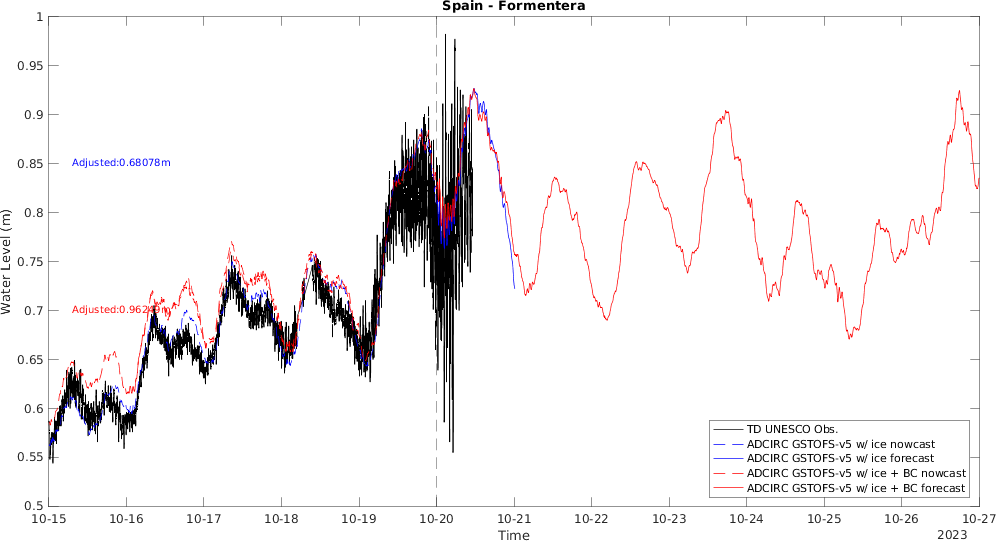 Spain - Formentera
Water Level (m)
1
0.95
0.9
0.85
0.8
0.75
0.7
0.65
0.6
0.55
0.5
Adjusted:0.68078m
TD UNESCO Obs.
ADCIRC GSTOFS-v5 w/ ice nowcast
ADCIRC GSTOFS-v5 w/ ice forecast
ADCIRC GSTOFS-v5 w/ ice + BC nowcast
ADCIRC GSTOFS-v5 w/ ice + BC forecast
10-15 10-16 10-17 10-18 10-19 10-20 10-21 10-22 10-23 10-24 10-25 10-26 10-27
Time
2023